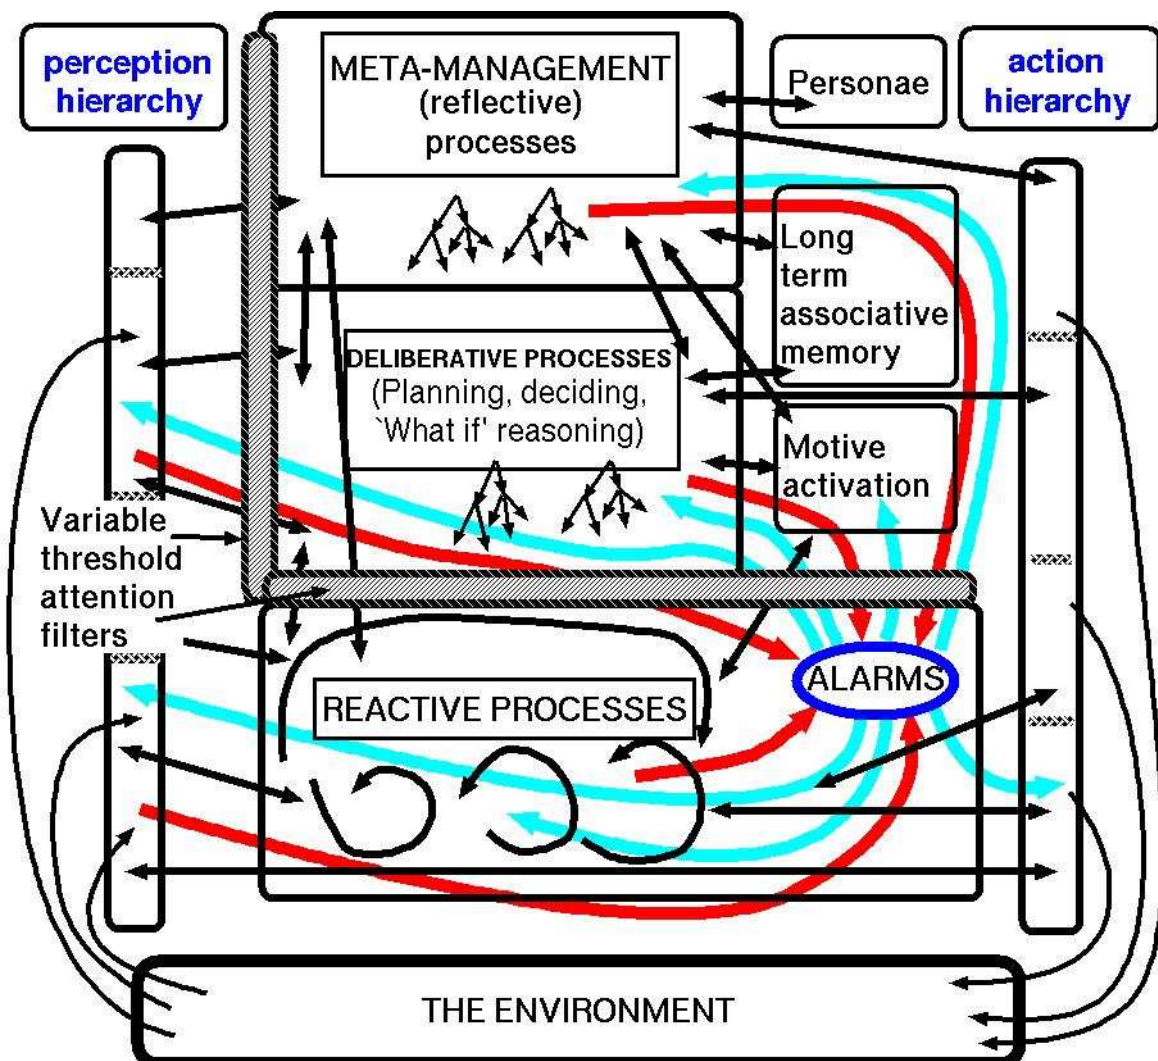 perception
hierarchy
META-MANAGEMENT
(reflective)
processes
Personae
action
hierarchy
Long
term
associative
memory
DELIBERATIVE PROCESSES
(Planning, deciding,
`What if' reasoning)
Motive
activation
Variable
threshold
attention
filters
ALARMS
REACTIVE PROCESSES
THE ENVIRONMENT